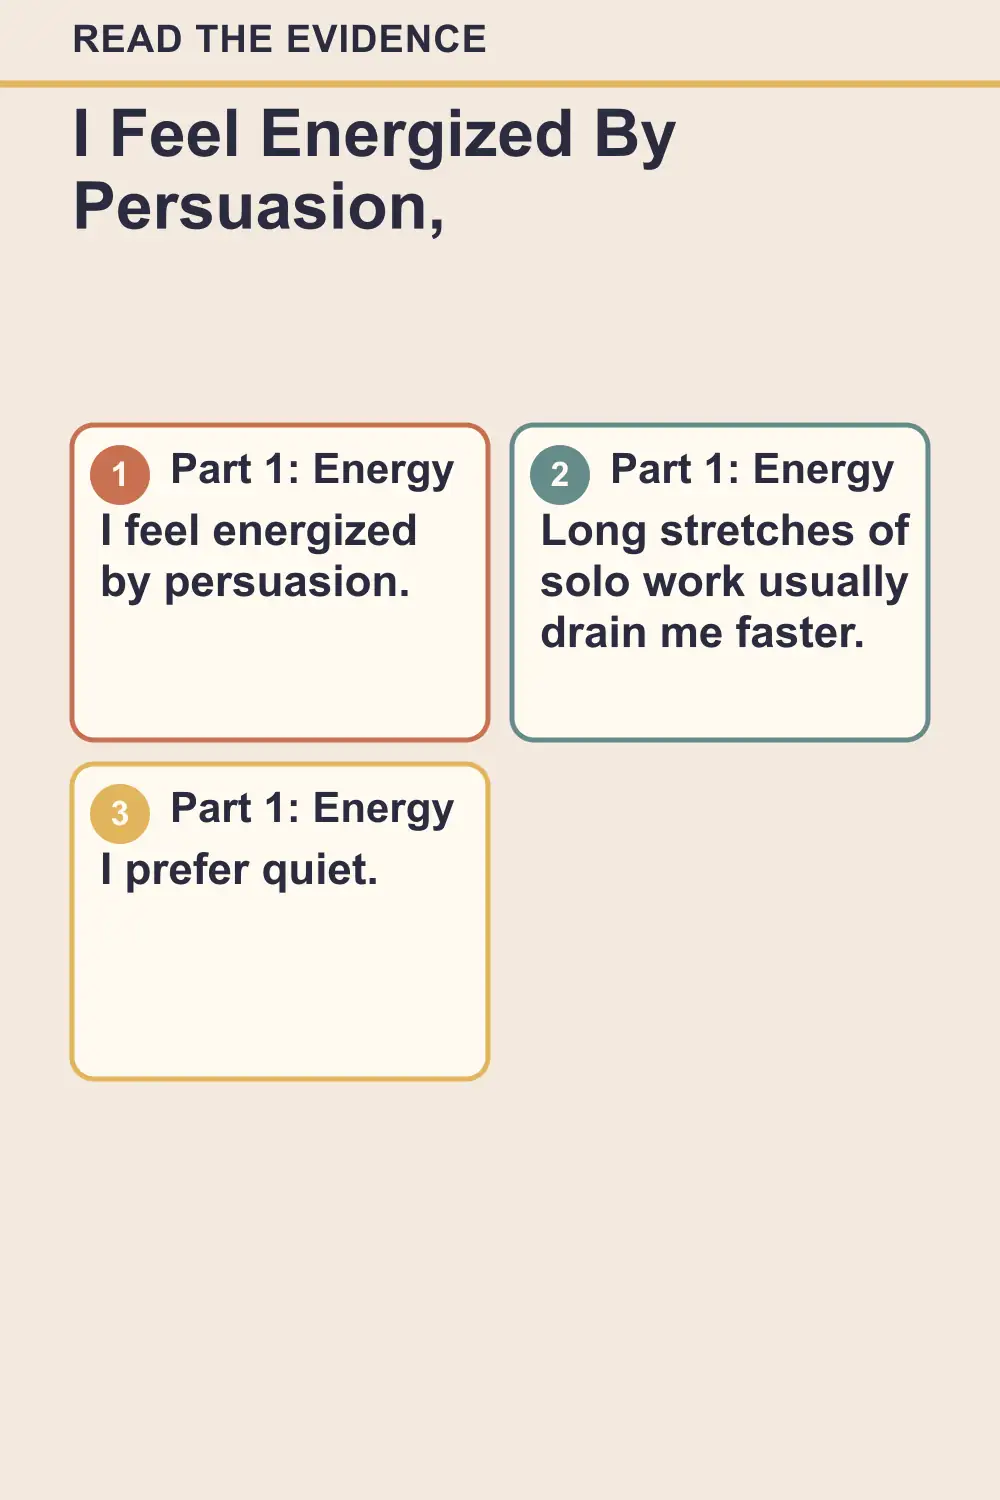 READ THE EVIDENCE
I Feel Energized By
Persuasion,
1 Part 1: Energy
I feel energized
by persuasion.
2 Part 1: Energy
Long stretches of
solo work usually
drain me faster.
3 Part 1: Energy
I prefer quiet.